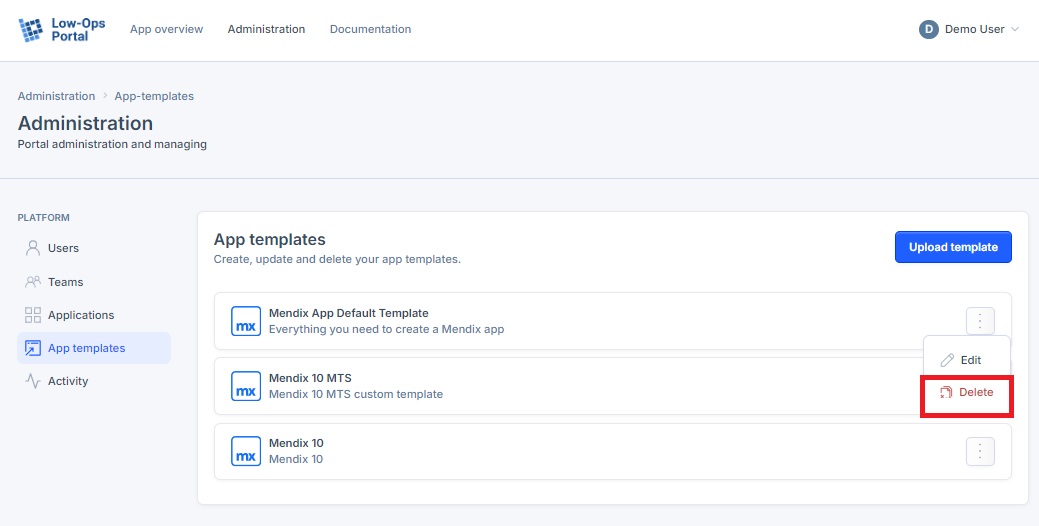 Low-Ops
Portal
App overview
Administration
Documentation
D
Demo User
Administration
App-templates
Administration
Portal administration and managing
PLATFORM
Users
Teams
Applications
App templates
Activity
App templates
Create, update and delete your app templates.
Upload template
mx
Mendix App Default Template
Everything you need to create a Mendix app
Edit
Delete
mx
Mendix 10 MTS
Mendix 10 MTS custom template
mx
Mendix 10
Mendix 10